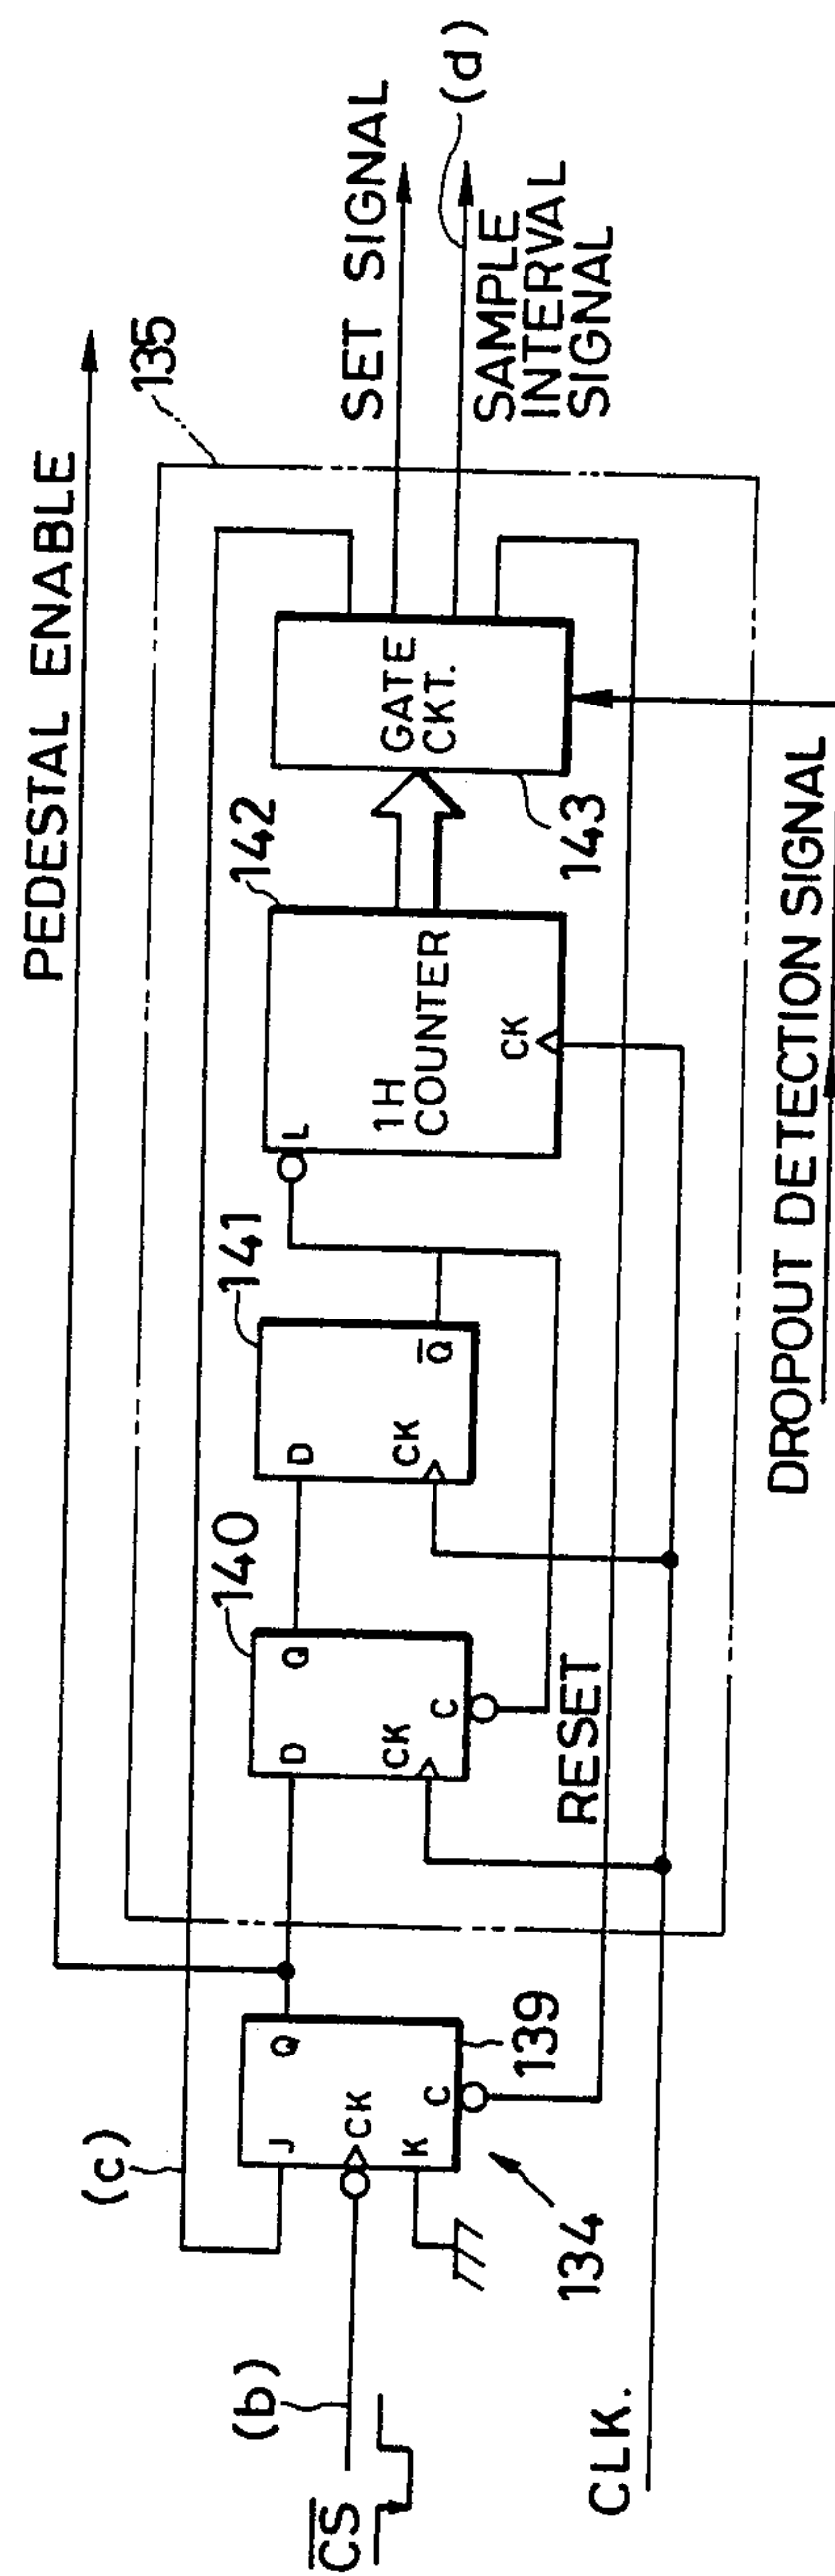 PEDESTAL ENABLE
135
SET SIGNAL
(d)
SAMPLE
INTERVAL
SIGNAL
(c)
(b)
C̅S̅
J
Q
CK
K
C
139
134
140
D
Q
CK
C
RESET
141
D
Q̅
CK
142
L
1H
COUNTER
CK
GATE
CKT.
143
CLK.
DROPOUT DETECTION SIGNAL